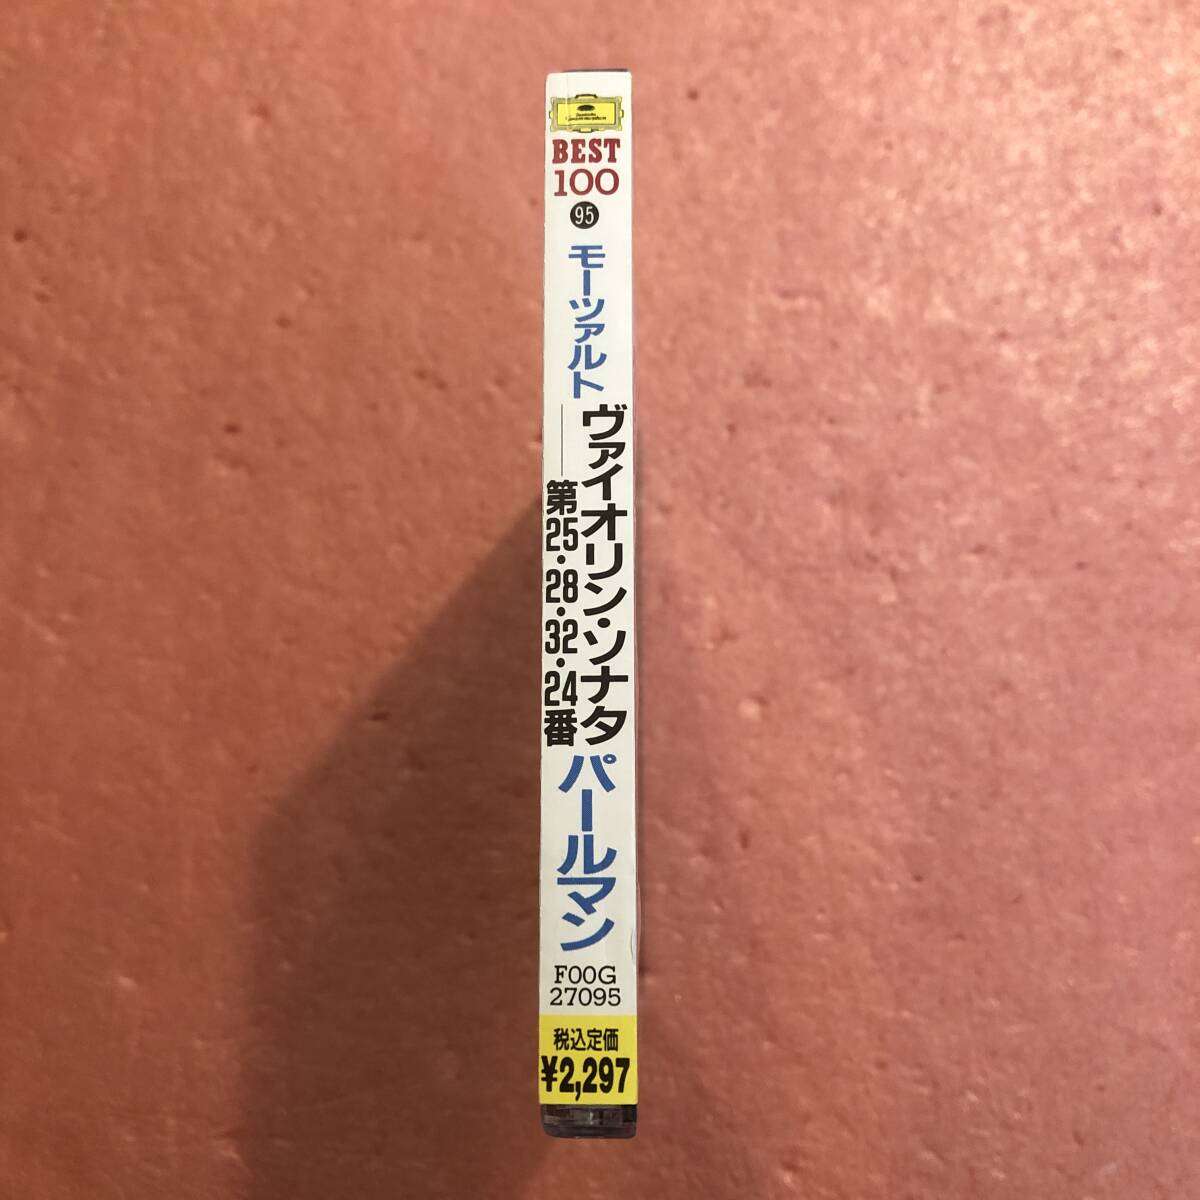 Deutsche
Grammophon
BEST
100
95
モーツァルト
ヴァイオリン・ソナタ
―第25・28・32・24番
パールマン
F00G
27095
税込定価
¥2,297